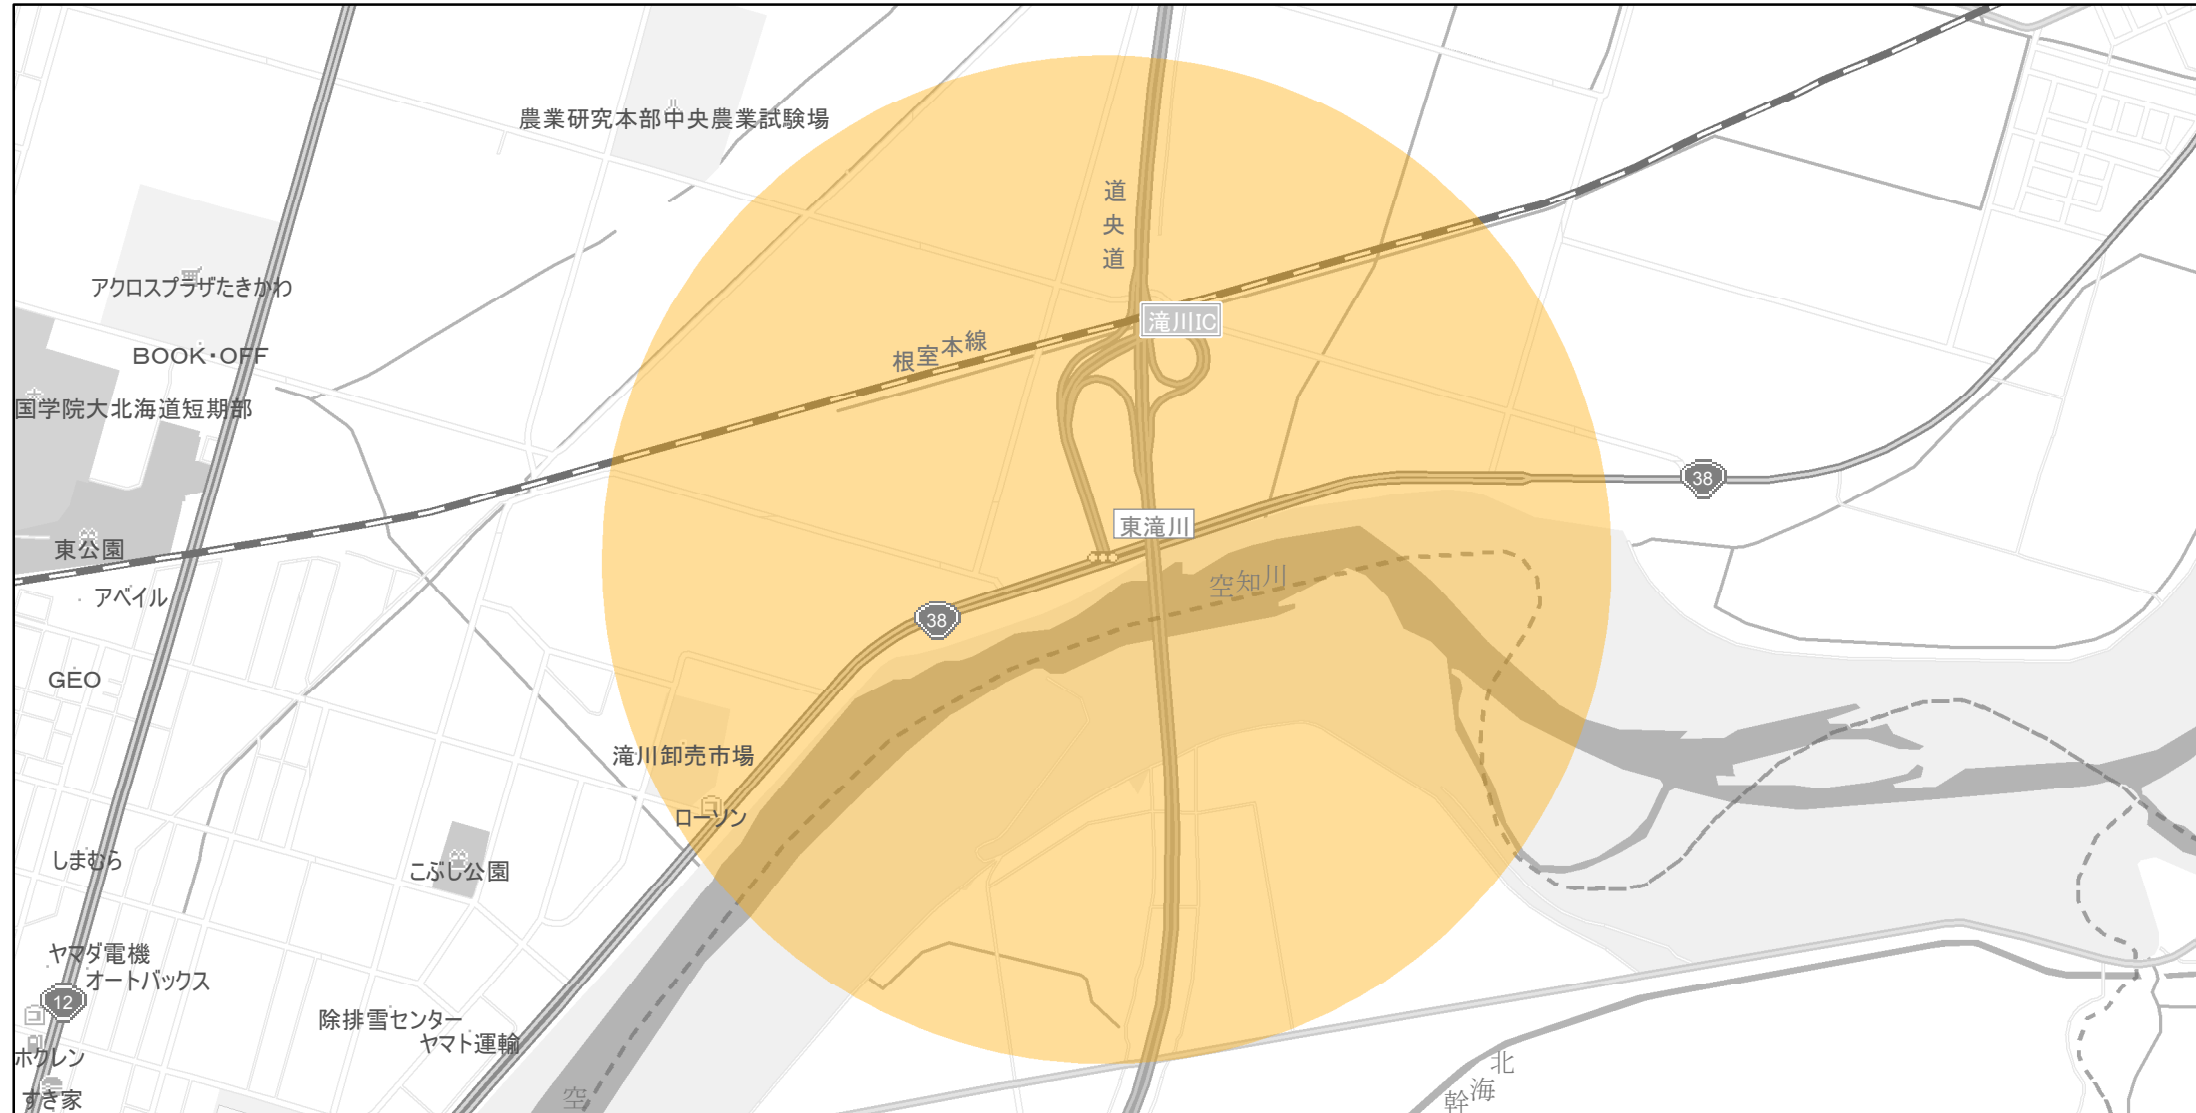 農業研究本部中央農業試験場
道央道
アクロスプラザたきかわ
滝川IC
BOOK・OFF
根室本線
国学院大北海道短期部
38
東滝川
東公園
空知川
アベイル
38
GEO
滝川卸売市場
ローソン
しまむら
こぶし公園
ヤマダ電機
オートバックス
12
除排雪センター
ヤマト運輸
ホクレン
すき家
空
北海幹